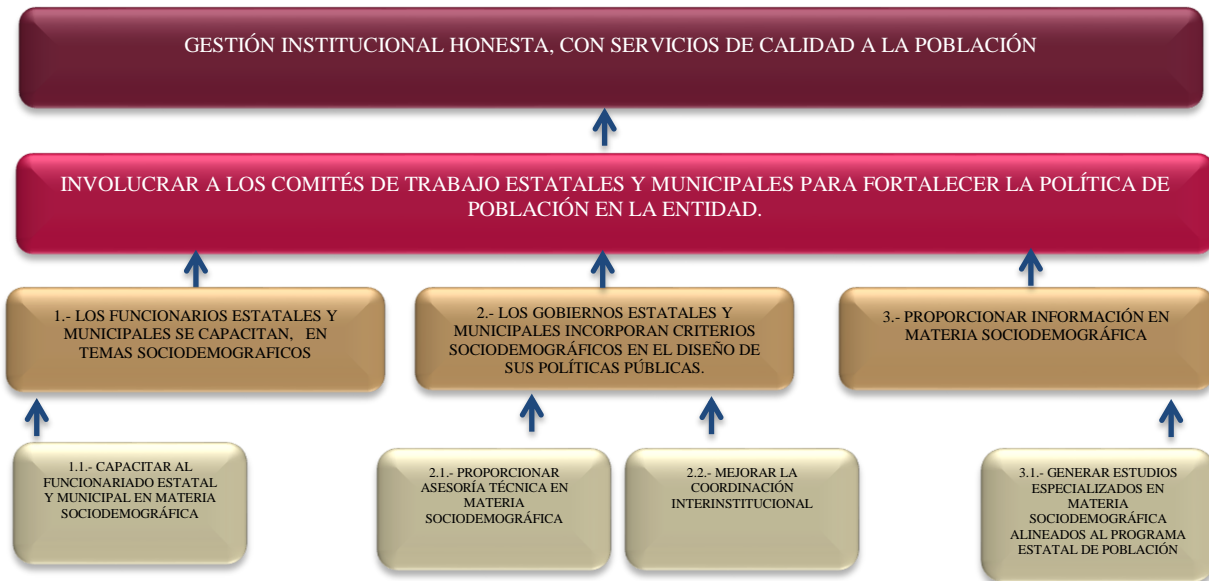 GESTIÓN INSTITUCIONAL HONESTA, CON SERVICIOS DE CALIDAD A LA POBLACIÓN
INVOLUCRAR A LOS COMITÉS DE TRABAJO ESTATALES Y MUNICIPALES PARA FORTALECER LA POLÍTICA DE
POBLACIÓN EN LA ENTIDAD.
1.- LOS FUNCIONARIOS ESTATALES Y
MUNICIPALES SE CAPACITAN, EN
TEMAS SOCIODEMOGRAFICOS
2.- LOS GOBIERNOS ESTATALES Y
MUNICIPALES INCORPORAN CRITERIOS
SOCIODEMOGRÁFICOS EN EL DISEÑO DE
SUS POLÍTICAS PÚBLICAS.
3.- PROPORCIONAR INFORMACIÓN EN
MATERIA SOCIODEMOGRÁFICA
1.1.- CAPACITAR AL
FUNCIONARIADO ESTATAL
Y MUNICIPAL EN MATERIA
SOCIODEMOGRÁFICA
2.1.- PROPORCIONAR
ASESORÍA TÉCNICA EN
MATERIA
SOCIODEMOGRÁFICA
2.2.- MEJORAR LA
COORDINACIÓN
INTERINSTITUCIONAL
3.1.- GENERAR ESTUDIOS
ESPECIALIZADOS EN
MATERIA
SOCIODEMOGRÁFICA
ALINEADOS AL PROGRAMA
ESTATAL DE POBLACIÓN